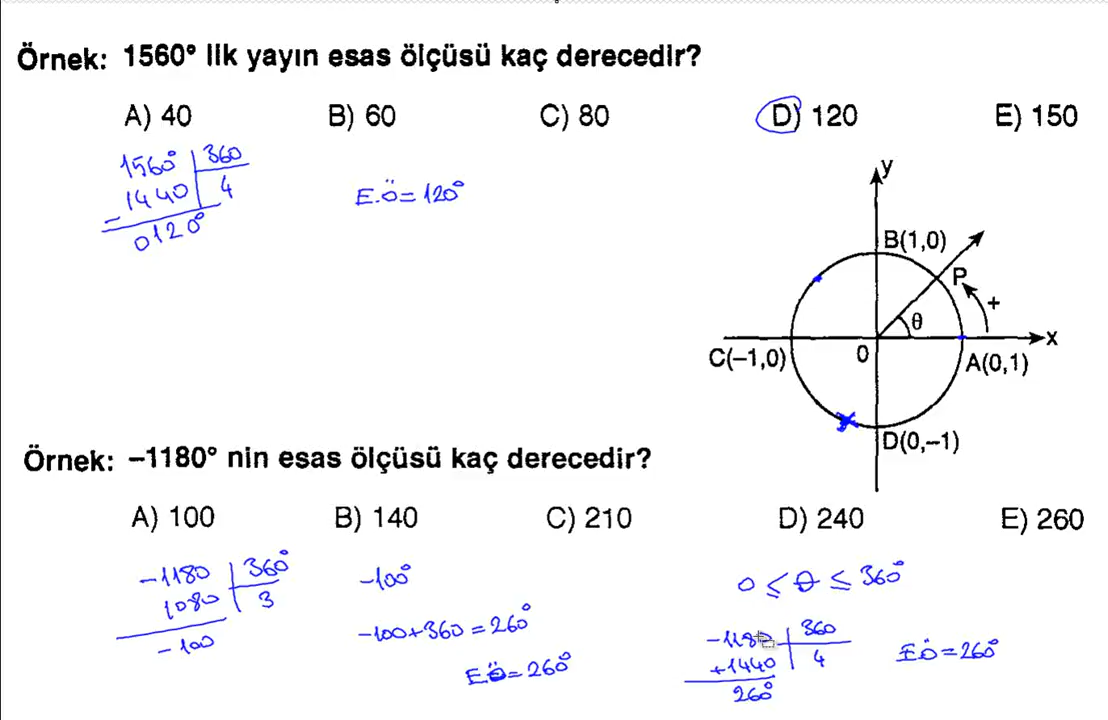 Örnek: 1560° lik yayın esas ölçüsü kaç derecedir?
A) 40 B) 60 C) 80 D) 120 E) 150
1560° 360
- 1440 4
0120°
E.Ö = 120°
y
B(1,0)
P
+
θ
x
C(−1,0) 0 A(0,1)
D(0,−1)
Örnek: −1180° nin esas ölçüsü kaç derecedir?
A) 100 B) 140 C) 210 D) 240 E) 260
-1180 360°
1080 3
-100
-100°
-100+360 = 260°
EÖ = 260°
0 ≤ θ ≤ 360°
-1180 360
+1440 4
260°
EÖ = 260°